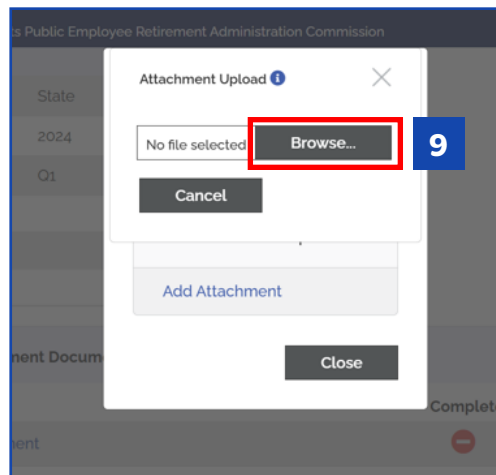 s Public Employee Retirement Administration Commission
Attachment Upload
State
2024
No file selected
Browse...
9
Q1
Cancel
Add Attachment
ment Docum
Close
Complet
ment